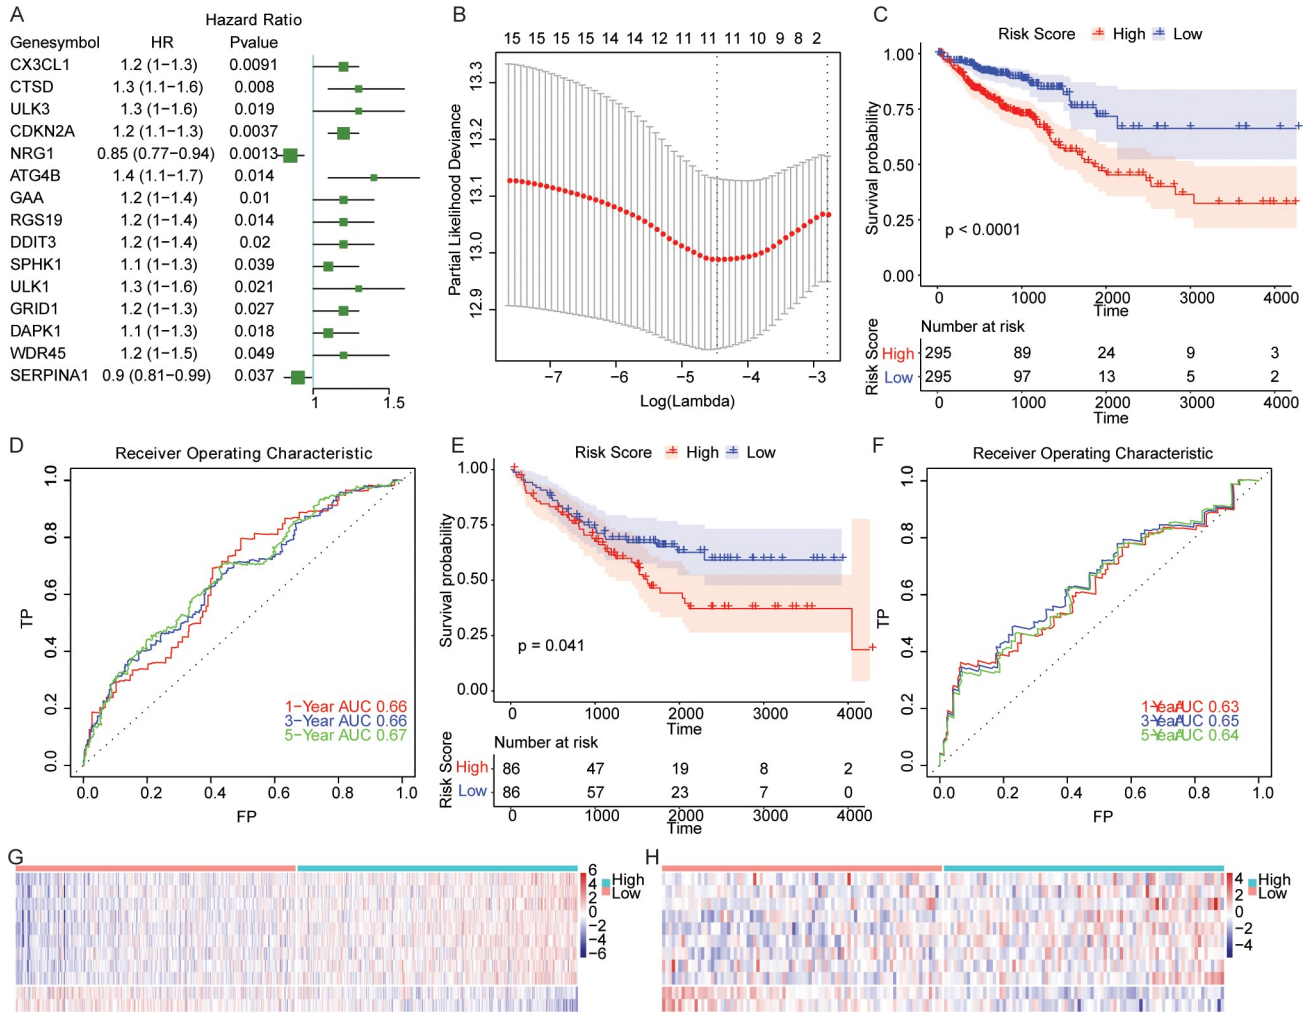 A
Hazard Ratio
Genesymbol HR Pvalue
CX3CL1 1.2 (1−1.3) 0.0091
CTSD 1.3 (1.1−1.6) 0.008
ULK3 1.3 (1−1.6) 0.019
CDKN2A 1.2 (1.1−1.3) 0.0037
NRG1 0.85 (0.77−0.94) 0.0013
ATG4B 1.4 (1.1−1.7) 0.014
GAA 1.2 (1−1.4) 0.01
RGS19 1.2 (1−1.4) 0.014
DDIT3 1.2 (1−1.4) 0.02
SPHK1 1.1 (1−1.3) 0.039
ULK1 1.3 (1−1.6) 0.021
GRID1 1.2 (1−1.3) 0.027
DAPK1 1.1 (1−1.3) 0.018
WDR45 1.2 (1−1.5) 0.049
SERPINA1 0.9 (0.81−0.99) 0.037
1 1.5
B
15 15 15 15 14 14 12 11 11 11 10 9 8 2
Partial Likelihood Deviance
13.3
13.2
13.1
13.0
12.9
−7 −6 −5 −4 −3
Log(Lambda)
C
Risk Score High Low
Survival probability
1.00
0.75
0.50
0.25
0.00
p < 0.0001
0 1000 2000 3000 4000
Time
Number at risk
Risk Score
High 295 89 24 9 3
Low 295 97 13 5 2
0 1000 2000 3000 4000
Time
D
Receiver Operating Characteristic
TP
1.0
0.8
0.6
0.4
0.2
0.0
1−Year AUC 0.66
3−Year AUC 0.66
5−Year AUC 0.67
0.0 0.2 0.4 0.6 0.8 1.0
FP
E
Risk Score High Low
Survival probability
1.00
0.75
0.50
0.25
0.00
p = 0.041
0 1000 2000 3000 4000
Time
Number at risk
Risk Score
High 86 47 19 8 2
Low 86 57 23 7 0
0 1000 2000 3000 4000
Time
F
Receiver Operating Characteristic
TP
1.0
0.8
0.6
0.4
0.2
0.0
1−Year AUC 0.63
3−Year AUC 0.65
5−Year AUC 0.64
0.0 0.2 0.4 0.6 0.8 1.0
FP
G
6
4
2
0
−2
−4
−6
High
Low
H
4
2
0
−2
−4
High
Low